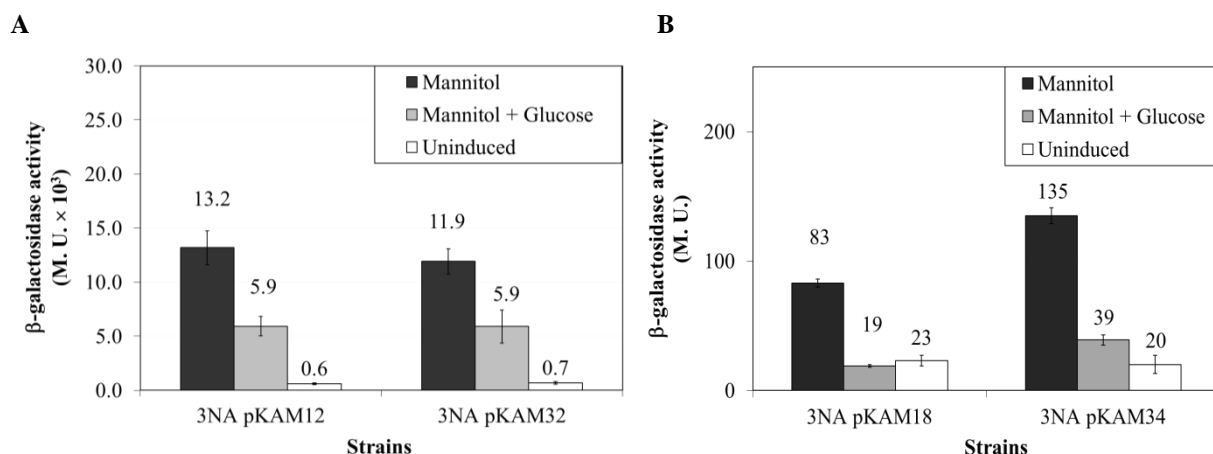 A
β-galactosidase activity
(M. U. × 10³)
30.0
25.0
20.0
15.0
10.0
5.0
0.0
Mannitol
Mannitol + Glucose
Uninduced
13.2
5.9
0.6
11.9
5.9
0.7
3NA pKAM12
3NA pKAM32
Strains
B
β-galactosidase activity
(M. U.)
200
100
0
Mannitol
Mannitol + Glucose
Uninduced
83
19
23
135
39
20
3NA pKAM18
3NA pKAM34
Strains